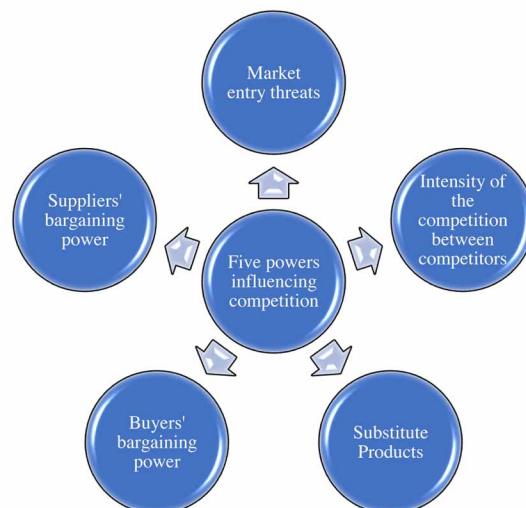 Market
entry threats
Intensity of
the
competition
between
competitors
Substitute
Products
Buyers'
bargaining
power
Suppliers'
bargaining
power
Five powers
influencing
competition